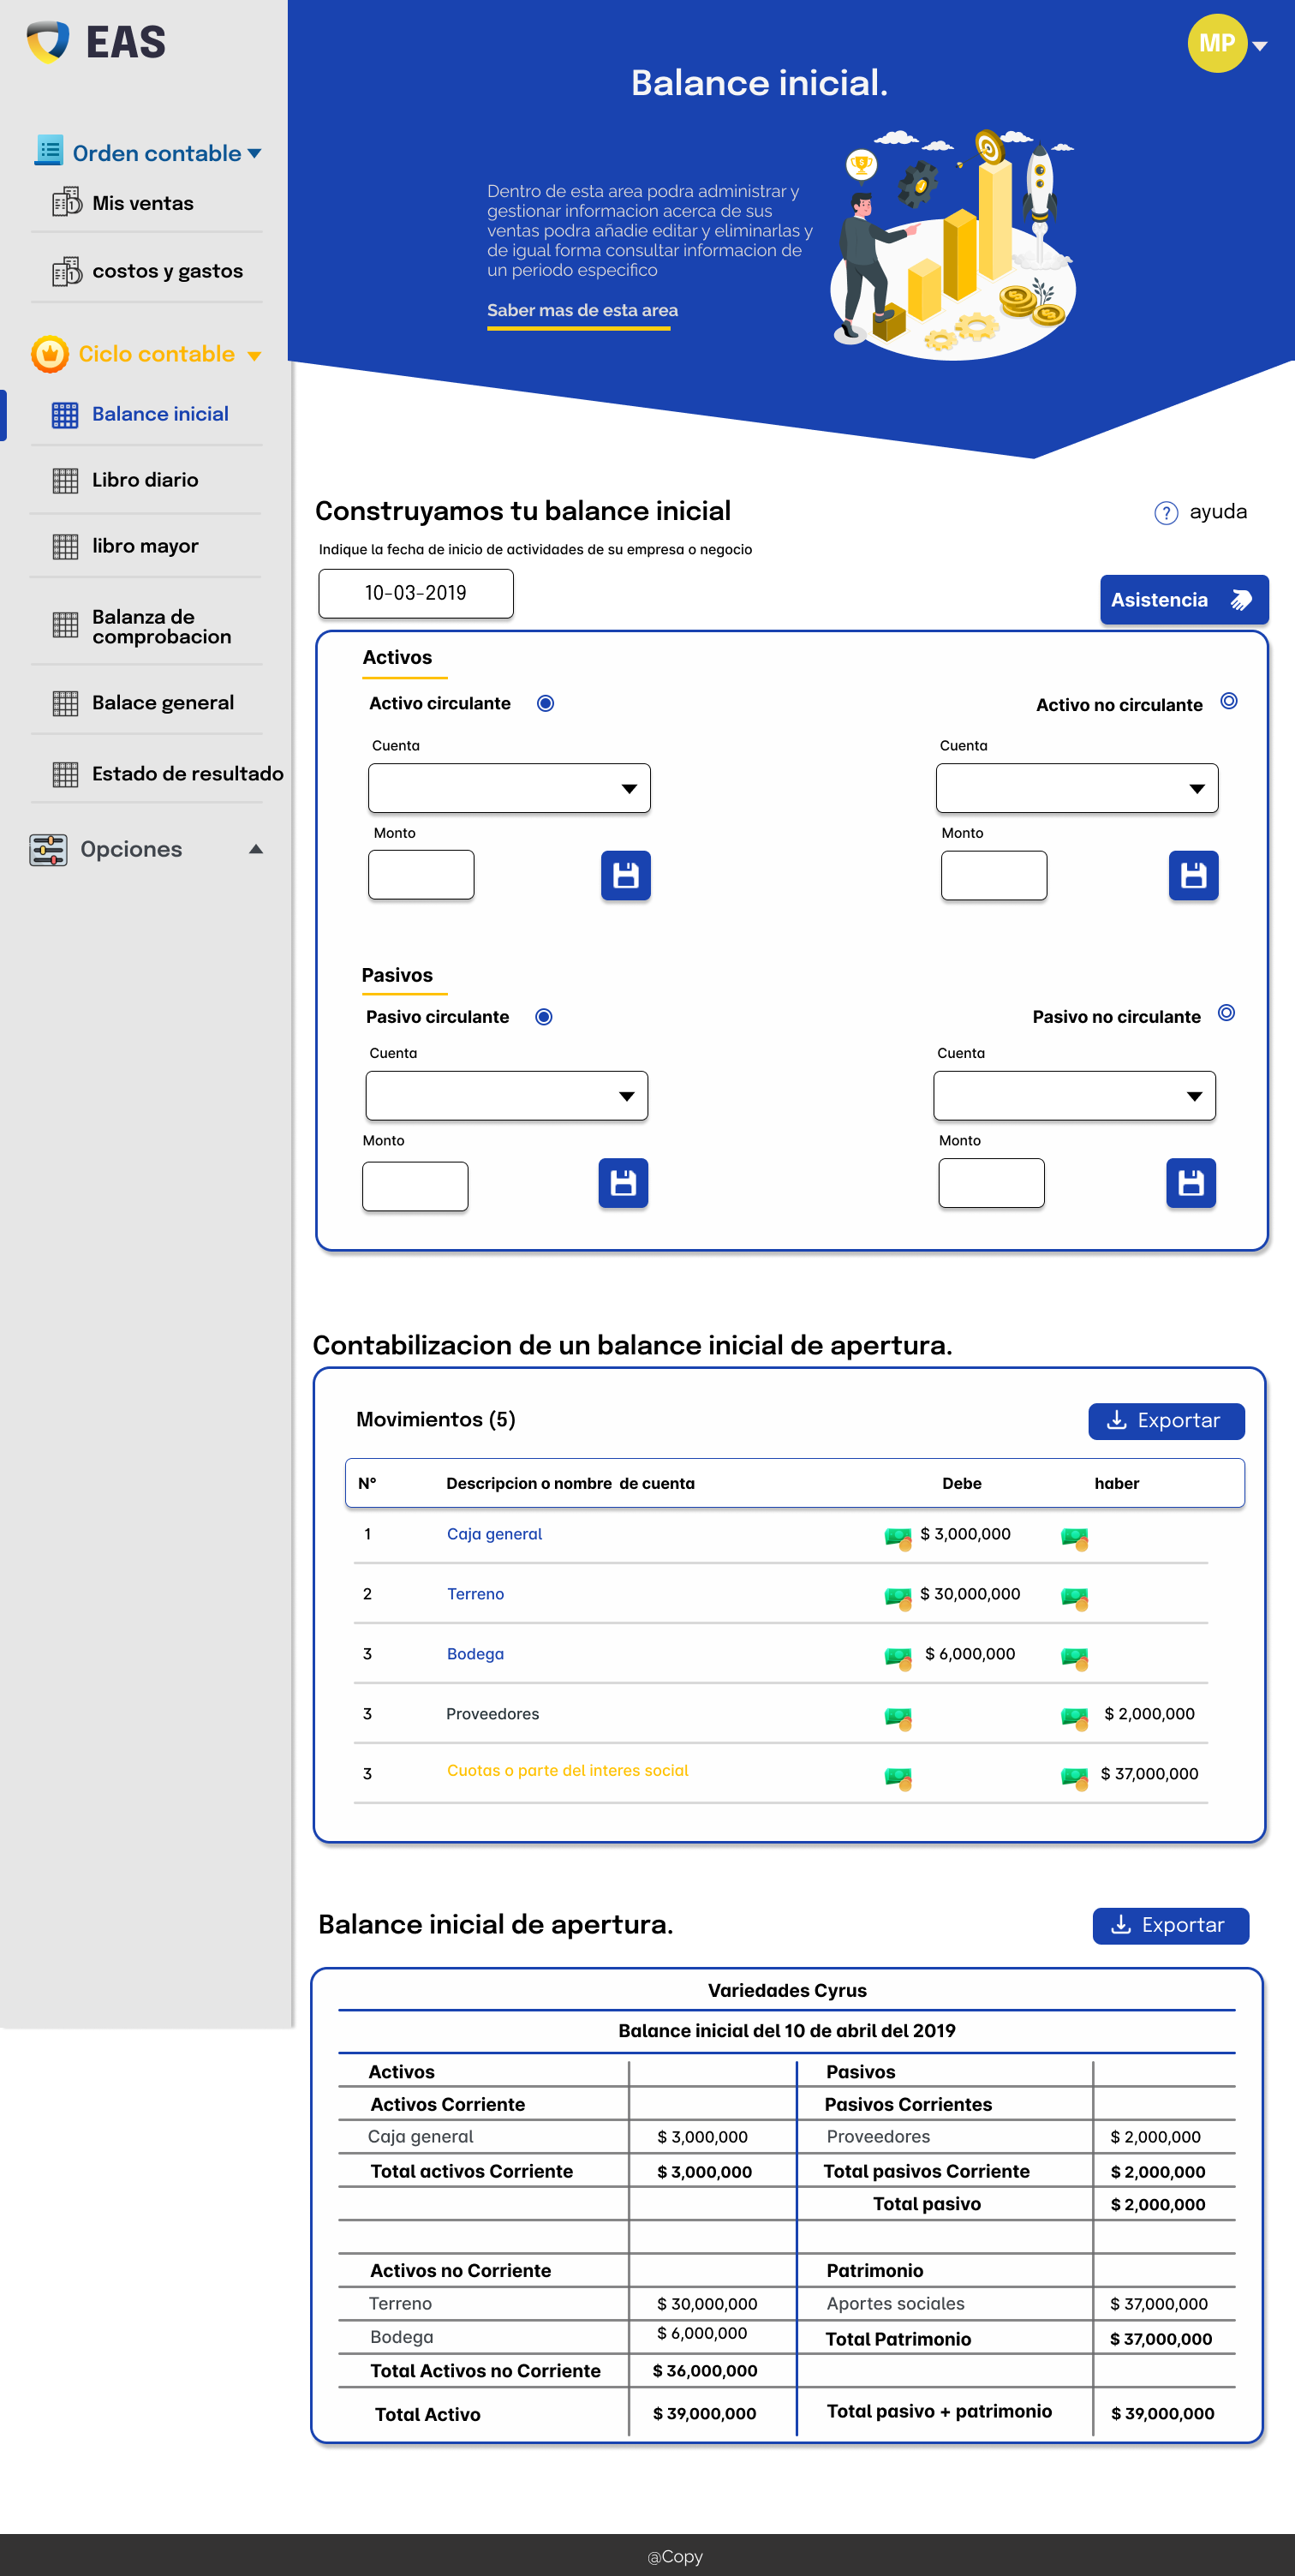 EAS
Orden contable
Mis ventas
costos y gastos
Ciclo contable
Balance inicial
Libro diario
libro mayor
Balanza de
comprobacion
Balace general
Estado de resultado
Opciones
MP
Balance inicial.
Dentro de esta area podra administrar y
gestionar informacion acerca de sus
ventas podra añadie editar y eliminarlas y
de igual forma consultar informacion de
un periodo especifico
Saber mas de esta area
Construyamos tu balance inicial
? ayuda
Indique la fecha de inicio de actividades de su empresa o negocio
10-03-2019
Asistencia
Activos
Activo circulante
Activo no circulante
Cuenta
Cuenta
Monto
Monto
Pasivos
Pasivo circulante
Pasivo no circulante
Cuenta
Cuenta
Monto
Monto
Contabilizacion de un balance inicial de apertura.
Movimientos (5)
Exportar
N° Descripcion o nombre de cuenta Debe haber
1 Caja general $ 3,000,000
2 Terreno $ 30,000,000
3 Bodega $ 6,000,000
3 Proveedores $ 2,000,000
3 Cuotas o parte del interes social $ 37,000,000
Balance inicial de apertura.
Exportar
Variedades Cyrus
Balance inicial del 10 de abril del 2019
Activos Pasivos
Activos Corriente Pasivos Corrientes
Caja general $ 3,000,000 Proveedores $ 2,000,000
Total activos Corriente $ 3,000,000 Total pasivos Corriente $ 2,000,000
Total pasivo $ 2,000,000
Activos no Corriente Patrimonio
Terreno $ 30,000,000 Aportes sociales $ 37,000,000
Bodega $ 6,000,000 Total Patrimonio $ 37,000,000
Total Activos no Corriente $ 36,000,000
Total Activo $ 39,000,000 Total pasivo + patrimonio $ 39,000,000
@Copy